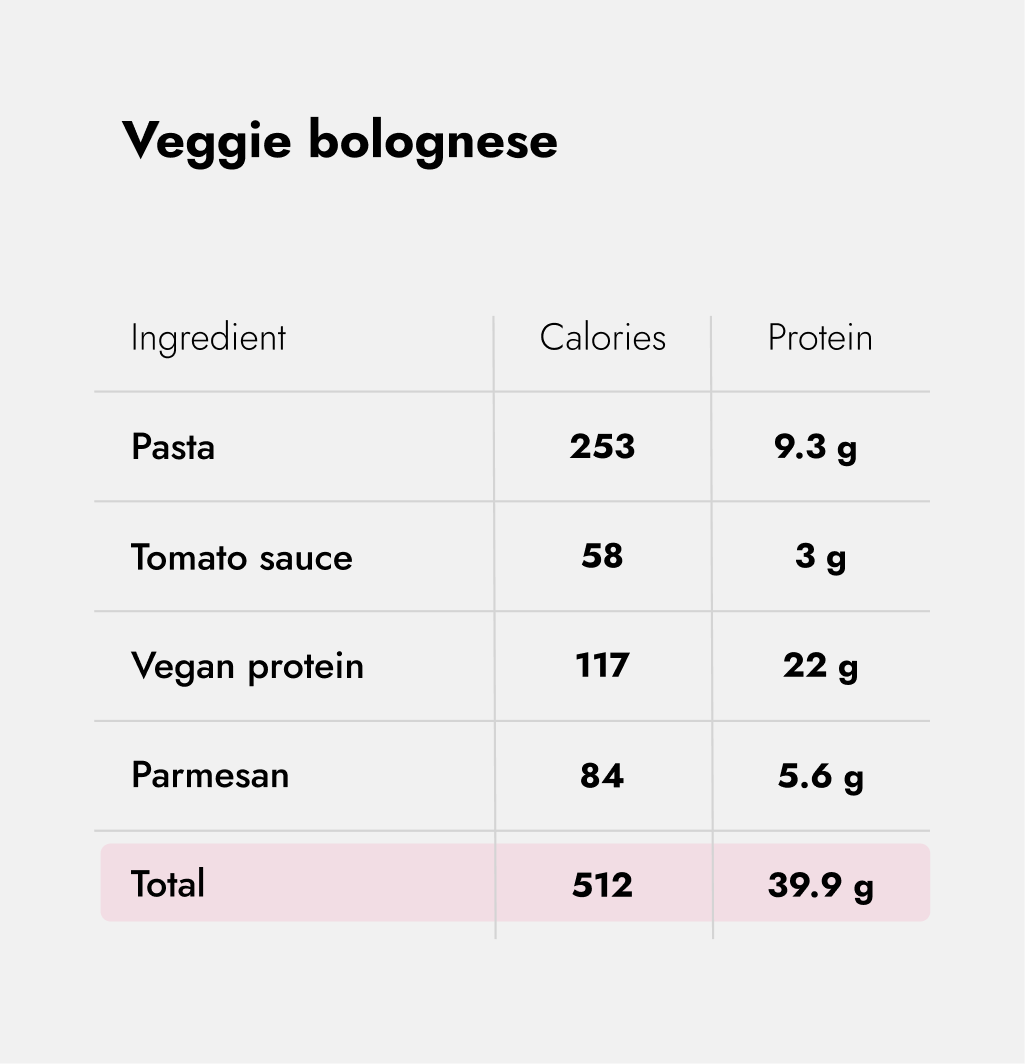 Veggie bolognese
Ingredient Calories Protein
Pasta 253 9.3 g
Tomato sauce 58 3 g
Vegan protein 117 22 g
Parmesan 84 5.6 g
Total 512 39.9 g